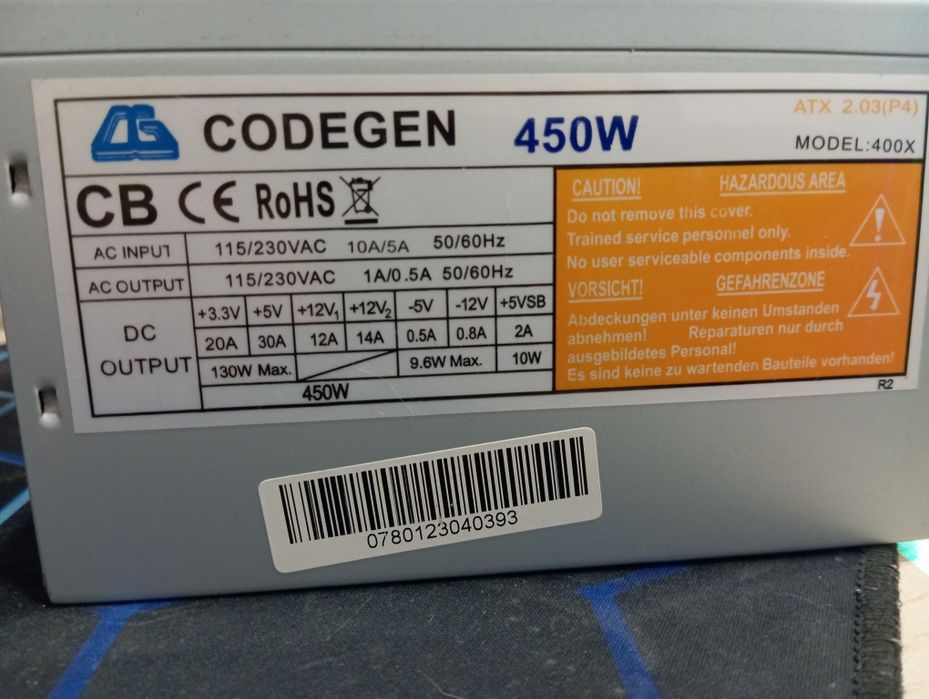 CODEGEN 450W
ATX 2.03(P4)
MODEL:400X
CB CE RoHS
AC INPUT 115/230VAC 10A/5A 50/60Hz
AC OUTPUT 115/230VAC 1A/0.5A 50/60Hz
DC OUTPUT
+3.3V +5V +12V₁ +12V₂ -5V -12V +5VSB
20A 30A 12A 14A 0.5A 0.8A 2A
130W Max. 9.6W Max. 10W
450W
CAUTION! HAZARDOUS AREA
Do not remove this cover.
Trained service personnel only.
No user serviceable components inside.
VORSICHT! GEFAHRENZONE
Abdeckungen unter keinen Umstanden
abnehmen! Reparaturen nur durch
ausgebildetes Personal!
Es sind keine zu wartenden Bauteile vorhanden!
R2
0780123040393